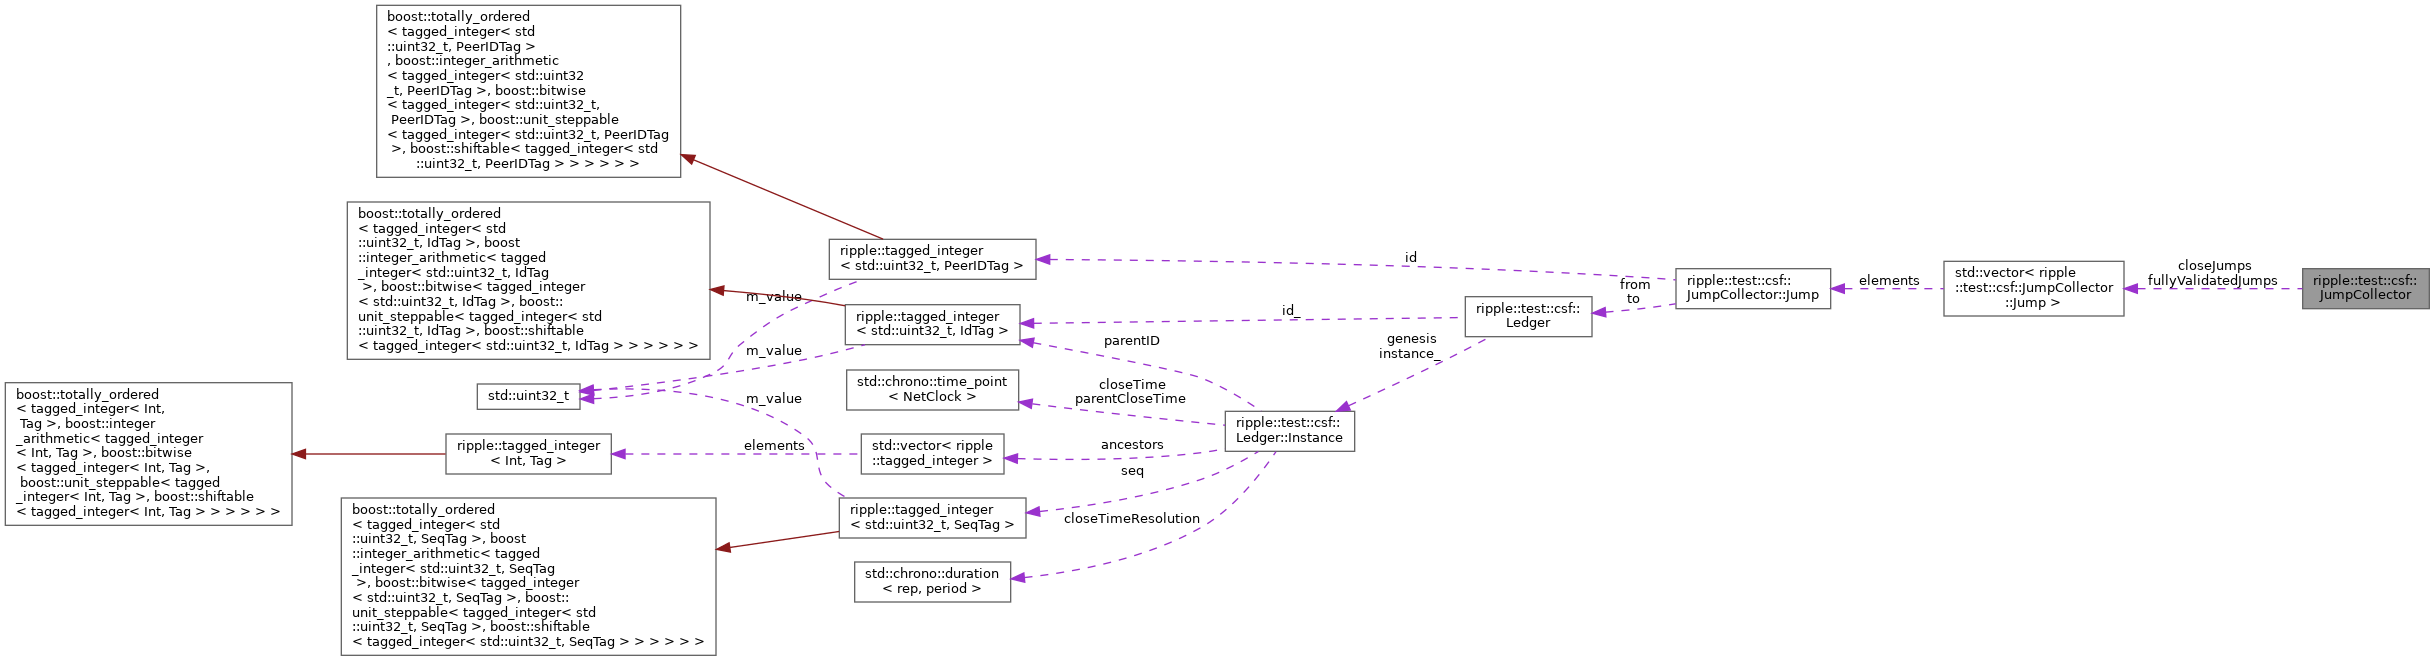 boost::totally_ordered
< tagged_integer< std
::uint32_t, PeerIDTag >
, boost::integer_arithmetic
< tagged_integer< std::uint32
_t, PeerIDTag >, boost::bitwise
< tagged_integer< std::uint32_t,
PeerIDTag >, boost::unit_steppable
< tagged_integer< std::uint32_t, PeerIDTag
>, boost::shiftable< tagged_integer< std
::uint32_t, PeerIDTag > > > > > >
boost::totally_ordered
< tagged_integer< std
::uint32_t, IdTag >, boost
::integer_arithmetic< tagged
_integer< std::uint32_t, IdTag
>, boost::bitwise< tagged_integer
< std::uint32_t, IdTag >, boost::
unit_steppable< tagged_integer< std
::uint32_t, IdTag >, boost::shiftable
< tagged_integer< std::uint32_t, IdTag > > > > > >
boost::totally_ordered
< tagged_integer< Int,
Tag >, boost::integer
_arithmetic< tagged_integer
< Int, Tag >, boost::bitwise
< tagged_integer< Int, Tag >,
boost::unit_steppable< tagged
_integer< Int, Tag >, boost::shiftable
< tagged_integer< Int, Tag > > > > > >
boost::totally_ordered
< tagged_integer< std
::uint32_t, SeqTag >, boost
::integer_arithmetic< tagged
_integer< std::uint32_t, SeqTag
>, boost::bitwise< tagged_integer
< std::uint32_t, SeqTag >, boost::
unit_steppable< tagged_integer< std
::uint32_t, SeqTag >, boost::shiftable
< tagged_integer< std::uint32_t, SeqTag > > > > > >
std::uint32_t
ripple::tagged_integer
< Int, Tag >
m_value
m_value
m_value
elements
ripple::tagged_integer
< std::uint32_t, PeerIDTag >
ripple::tagged_integer
< std::uint32_t, IdTag >
std::chrono::time_point
< NetClock >
std::vector< ripple
::tagged_integer >
ripple::tagged_integer
< std::uint32_t, SeqTag >
std::chrono::duration
< rep, period >
parentID
closeTime
parentCloseTime
ancestors
seq
closeTimeResolution
ripple::test::csf::
Ledger::Instance
id
id_
genesis
instance_
ripple::test::csf::
Ledger
from
to
ripple::test::csf::
JumpCollector::Jump
elements
std::vector< ripple
::test::csf::JumpCollector
::Jump >
closeJumps
fullyValidatedJumps
ripple::test::csf::
JumpCollector